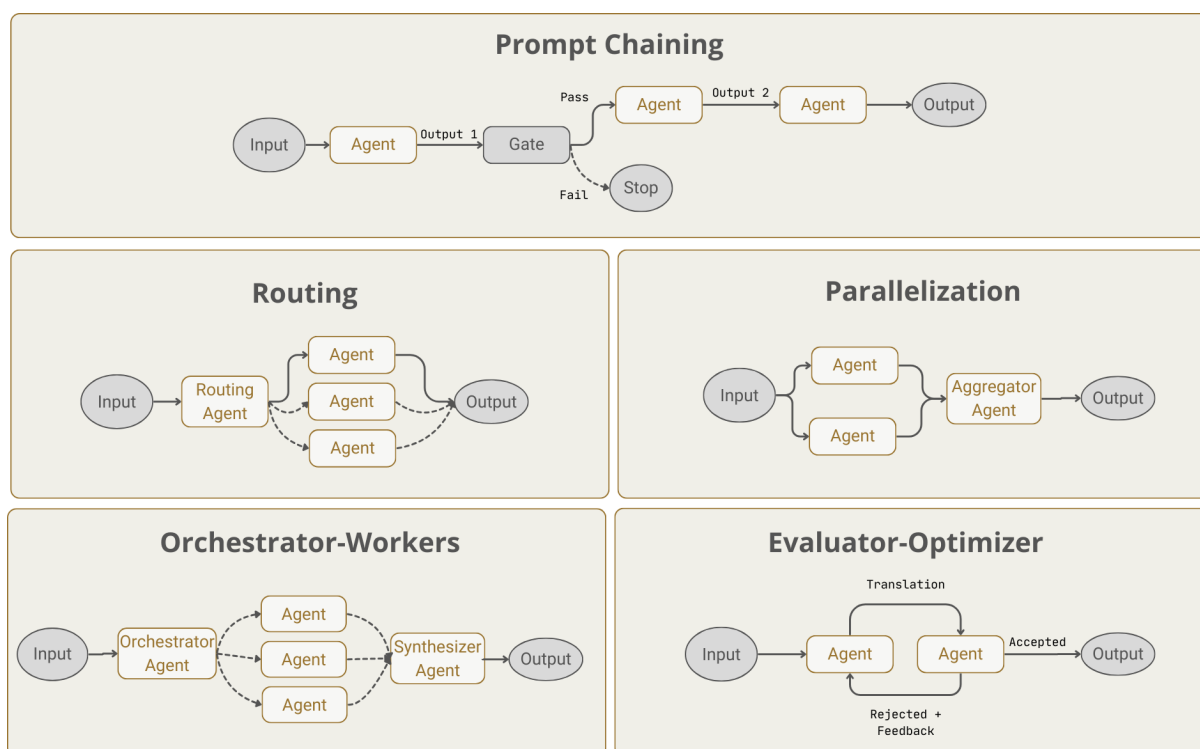 Prompt Chaining
Input
Agent
Output 1
Gate
Pass
Agent
Output 2
Agent
Output
Fail
Stop
Routing
Input
Routing
Agent
Agent
Agent
Agent
Output
Parallelization
Input
Agent
Agent
Aggregator
Agent
Output
Orchestrator-Workers
Input
Orchestrator
Agent
Agent
Agent
Agent
Synthesizer
Agent
Output
Evaluator-Optimizer
Translation
Input
Agent
Agent
Accepted
Output
Rejected +
Feedback